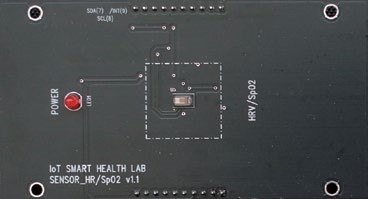 SDA(7) /INT(9)
SCL(8)
POWER
LED1
HRV/SpO2
IoT SMART HEALTH LAB
SENSOR_HR/SpO2 v1.1